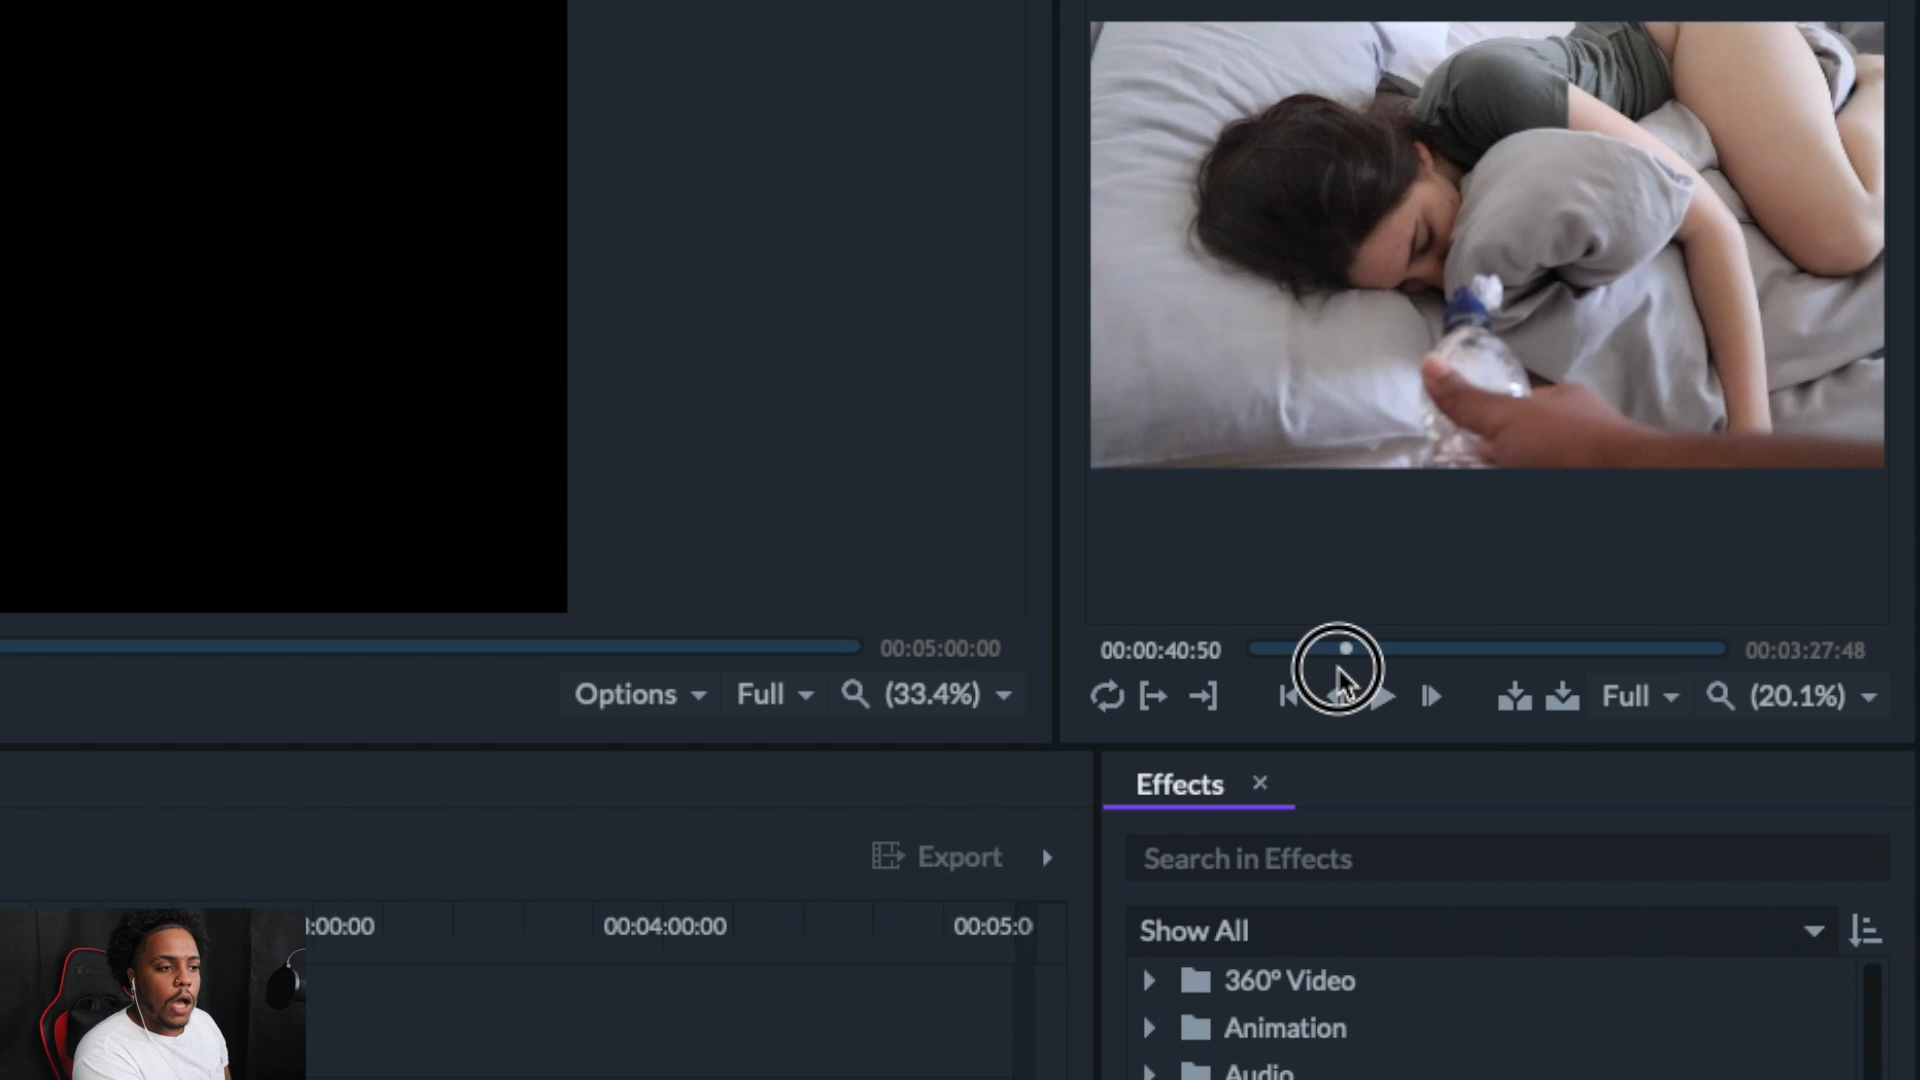 00:05:00:00
00:00:40:50
00:03:27:48
Options
Full
(33.4%)
Full
(20.1%)
Effects
Export
Search in Effects
:00:00
00:04:00:00
00:05:0
Show All
360º Video
Animation
Audio